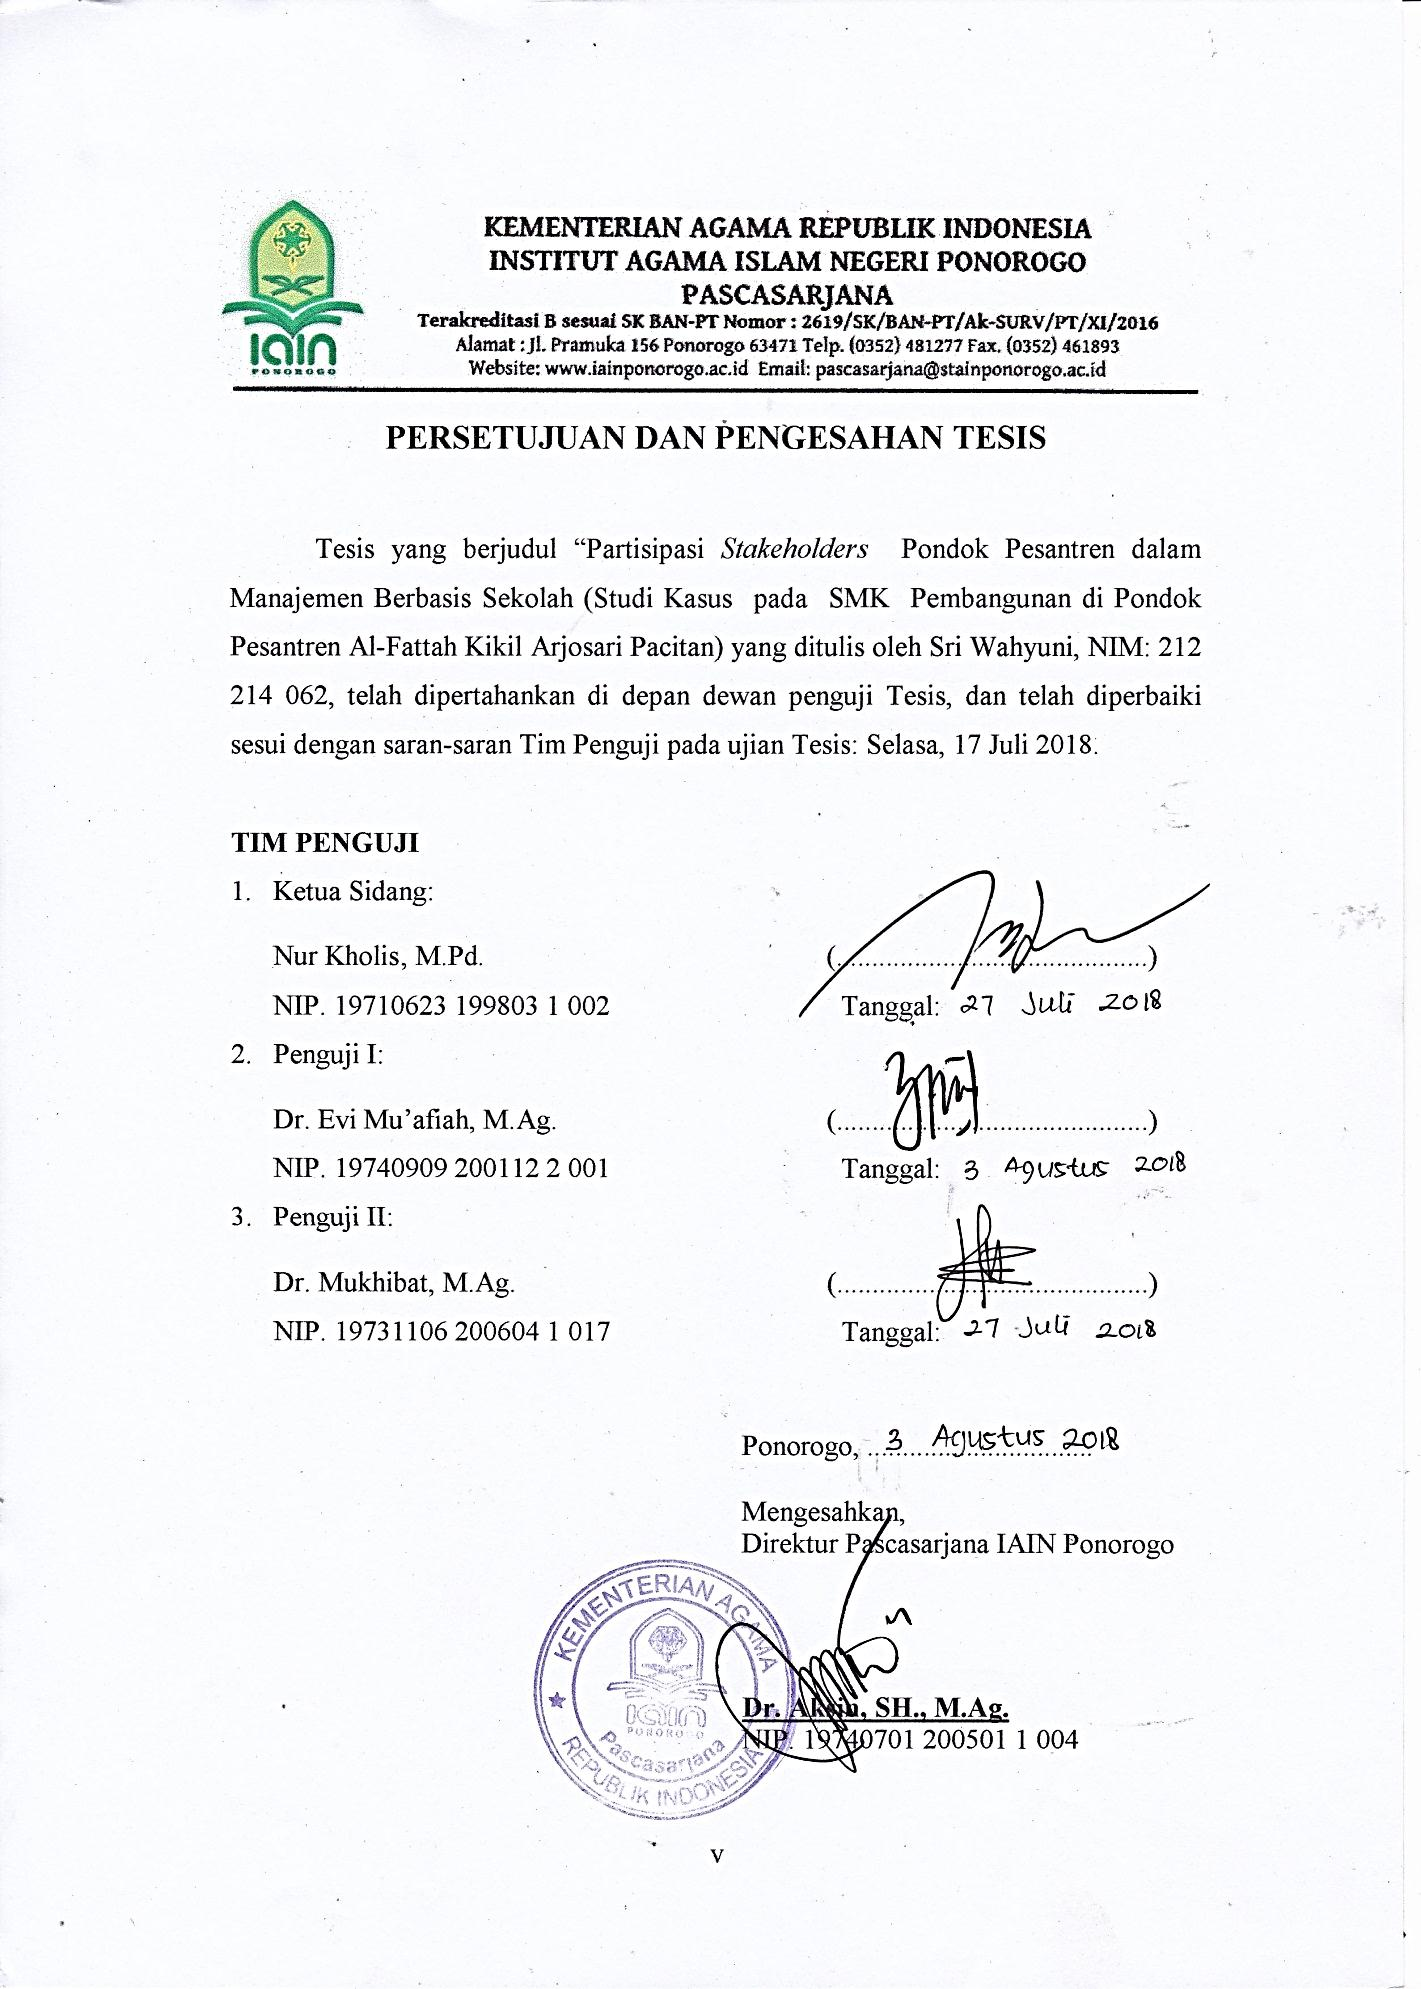 iain
PONOROGO
KEMENTERIAN AGAMA REPUBLIK INDONESIA
INSTITUT AGAMA ISLAM NEGERI PONOROGO
PASCASARJANA
Terakreditasi B sesuai SK BAN-PT Nomor : 2619/SK/BAN-PT/Ak-SURV/PT/XI/2016
Alamat : Jl. Pramuka 156 Ponorogo 63471 Telp. (0352) 481277 Fax. (0352) 461893
Website: www.iainponorogo.ac.id Email: pascasarjana@stainponorogo.ac.id
PERSETUJUAN DAN PENGESAHAN TESIS
Tesis yang berjudul “Partisipasi Stakeholders Pondok Pesantren dalam
Manajemen Berbasis Sekolah (Studi Kasus pada SMK Pembangunan di Pondok
Pesantren Al-Fattah Kikil Arjosari Pacitan) yang ditulis oleh Sri Wahyuni, NIM: 212
214 062, telah dipertahankan di depan dewan penguji Tesis, dan telah diperbaiki
sesui dengan saran-saran Tim Penguji pada ujian Tesis: Selasa, 17 Juli 2018.
TIM PENGUJI
1. Ketua Sidang:
Nur Kholis, M.Pd. (............................................)
NIP. 19710623 199803 1 002 Tanggal: 27 Juli 2018
2. Penguji I:
Dr. Evi Mu’afiah, M.Ag. (............................................)
NIP. 19740909 200112 2 001 Tanggal: 3 Agustus 2018
3. Penguji II:
Dr. Mukhibat, M.Ag. (............................................)
NIP. 19731106 200604 1 017 Tanggal: 27 Juli 2018
Ponorogo, 3 Agustus 2018
Mengesahkan,
Direktur Pascasarjana IAIN Ponorogo
Dr. Aksin, SH., M.Ag.
NIP. 19740701 200501 1 004
KEMENTERIAN AGAMA
iain
PONOROGO
Pascasarjana
REPUBLIK INDONESIA
v